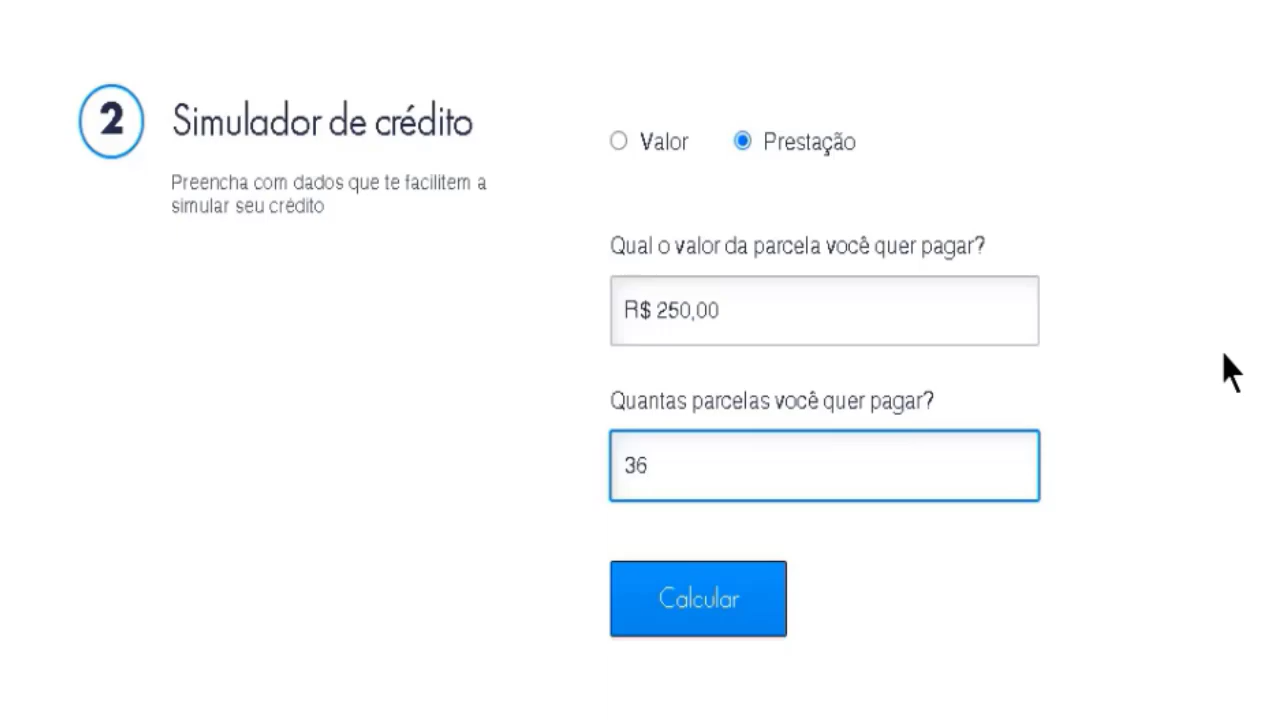 2
Simulador de crédito
Preencha com dados que te facilitem a
simular seu crédito
Valor
Prestação
Qual o valor da parcela você quer pagar?
R$ 250,00
Quantas parcelas você quer pagar?
36
Calcular